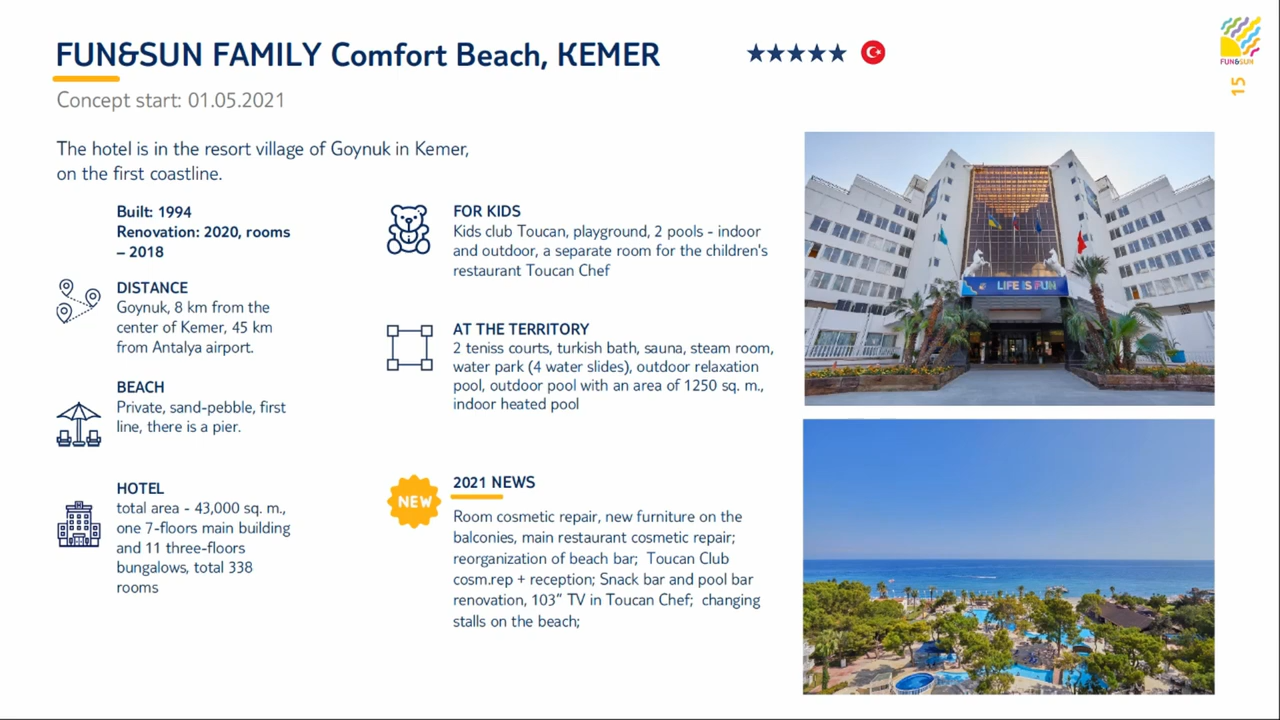 FUN&SUN FAMILY Comfort Beach, KEMER
FUN&SUN
15
Concept start: 01.05.2021
The hotel is in the resort village of Goynuk in Kemer,
on the first coastline.
Built: 1994
Renovation: 2020, rooms
– 2018
DISTANCE
Goynuk, 8 km from the
center of Kemer, 45 km
from Antalya airport.
BEACH
Private, sand-pebble, first
line, there is a pier.
HOTEL
total area - 43,000 sq. m.,
one 7-floors main building
and 11 three-floors
bungalows, total 338
rooms
FOR KIDS
Kids club Toucan, playground, 2 pools - indoor
and outdoor, a separate room for the children's
restaurant Toucan Chef
AT THE TERRITORY
2 teniss courts, turkish bath, sauna, steam room,
water park (4 water slides), outdoor relaxation
pool, outdoor pool with an area of 1250 sq. m.,
indoor heated pool
NEW
2021 NEWS
Room cosmetic repair, new furniture on the
balconies, main restaurant cosmetic repair;
reorganization of beach bar; Toucan Club
cosm.rep + reception; Snack bar and pool bar
renovation, 103“ TV in Toucan Chef; changing
stalls on the beach;
LIFE IS FUN